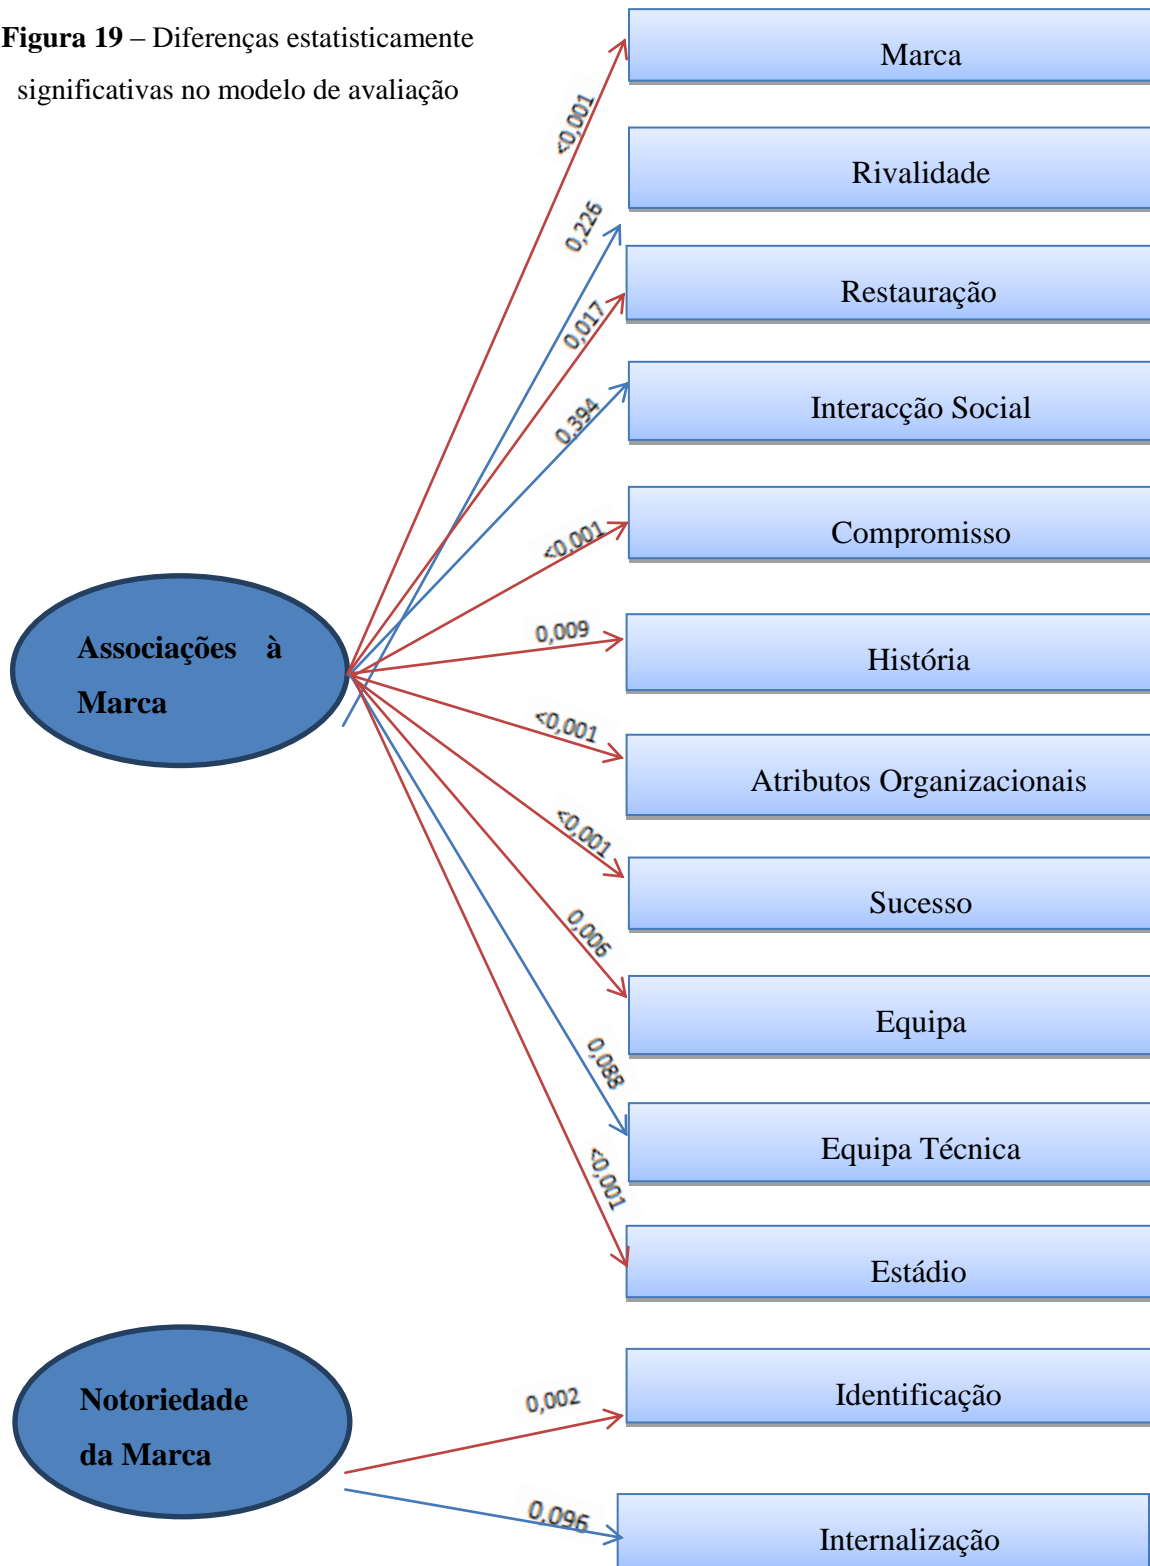 Figura 19 – Diferenças estatisticamente
significativas no modelo de avaliação
Marca
<0,001
Rivalidade
0,226
Restauração
0,017
Interacção Social
0,394
Compromisso
<0,001
Associações à
Marca
História
0,009
Atributos Organizacionais
<0,001
Sucesso
<0,001
Equipa
0,006
Equipa Técnica
0,088
Estádio
<0,001
Notoriedade
da Marca
Identificação
0,002
Internalização
0,096